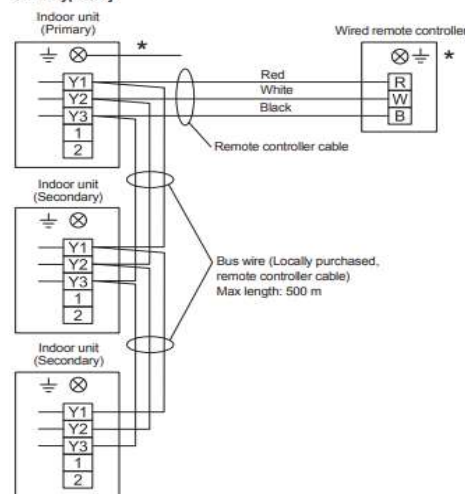 Indoor unit
(Primary)
*
Wired remote controller
*
Y1
Y2
Y3
1
2
Red
White
Black
R
W
B
Remote controller cable
Indoor unit
(Secondary)
Y1
Y2
Y3
1
2
Bus wire (Locally purchased,
remote controller cable)
Max length: 500 m
Indoor unit
(Secondary)
Y1
Y2
Y3
1
2